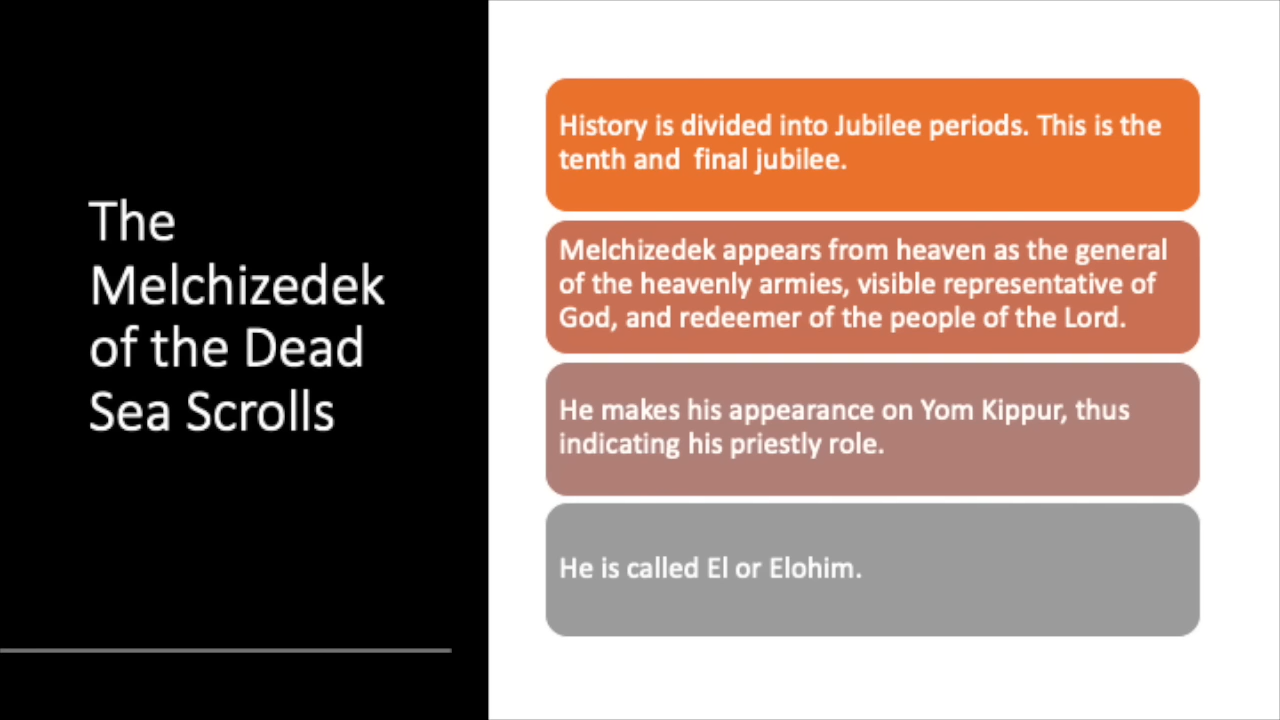 The
Melchizedek
of the Dead
Sea Scrolls
History is divided into Jubilee periods. This is the
tenth and  final jubilee.
Melchizedek appears from heaven as the general
of the heavenly armies, visible representative of
God, and redeemer of the people of the Lord.
He makes his appearance on Yom Kippur, thus
indicating his priestly role.
He is called El or Elohim.